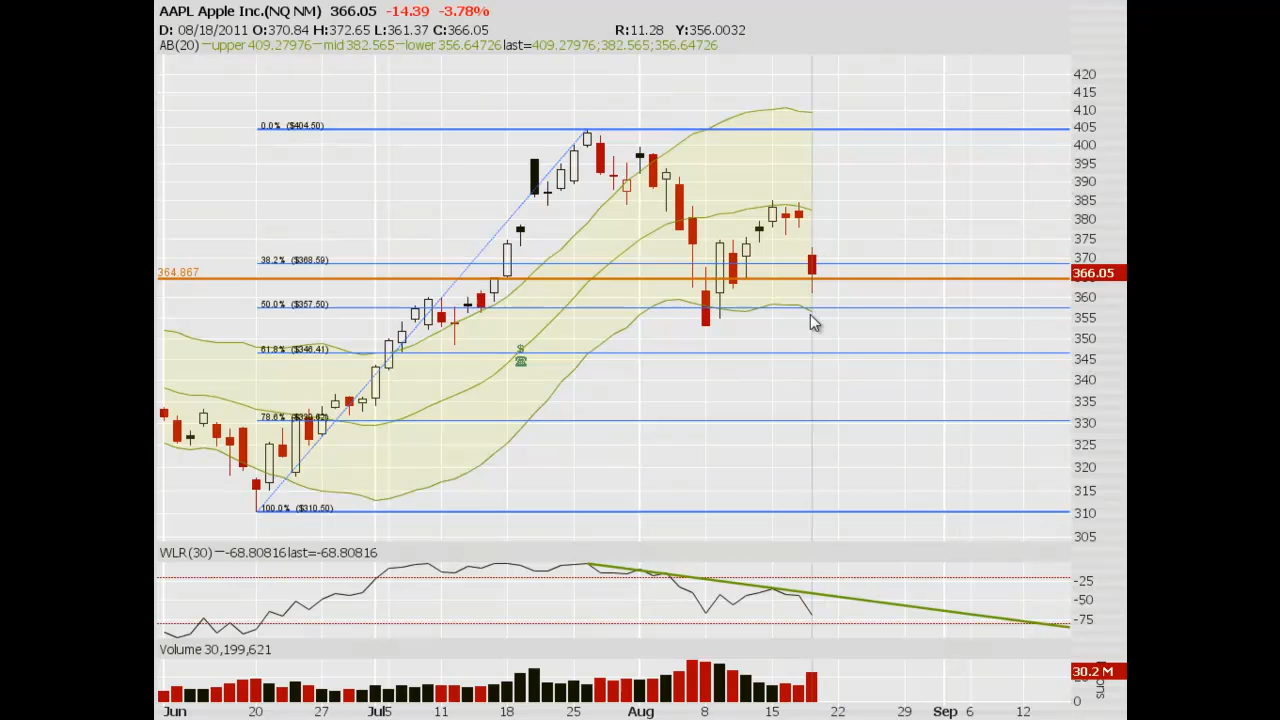 AAPL Apple Inc.(NQ NM) 366.05 -14.39 -3.78%
D: 08/18/2011 O:370.84 H:372.65 L:361.37 C:366.05 R:11.28 Y:356.0032
AB(20) —upper 409.27976—mid 382.565—lower 356.64726 last=409.27976;382.565;356.64726
420
415
410
0.0% ($404.50) 405
400
395
390
385
380
375
38.2% ($368.59) 370
364.867 366.05
360
50.0% ($357.50) 355
350
61.8% ($346.41) 345
$
340
335
78.6% 330
325
320
315
100.0% ($310.50) 310
305
WLR(30) —-68.80816last=-68.80816
-25
-50
-75
Volume 30,199,621
30.2 M
0
Jun 20 27 Jul5 11 18 25 Aug 8 15 22 29 Sep 6 12